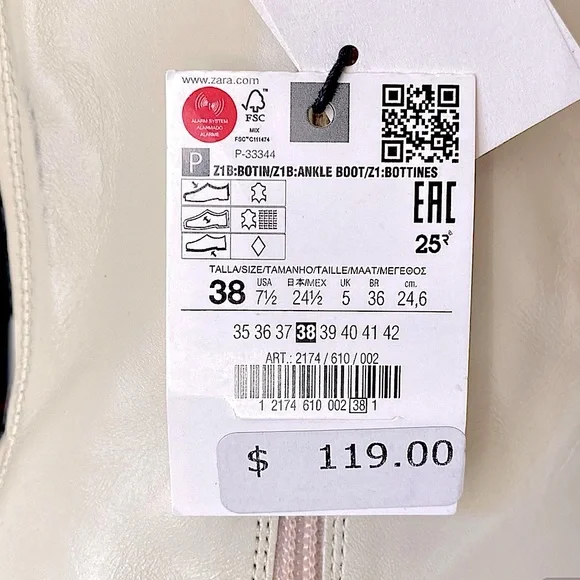 www.zara.com
ALARM SYSTEM
ALARMADO
ALARME
FSC™
MIX
FSC™C111474
P
P-33344
Z1B:BOTIN/Z1B:ANKLE BOOT/Z1:BOTTINES
EAC
25
TALLA/SIZE/TAMANHO/TAILLE/MAAT/ΜΕΓΕΘΟΣ
USA 日本/MEX UK BR cm.
38 7½ 24½ 5 36 24,6
35 36 37 38 39 40 41 42
ART.: 2174 / 610 / 002
1 2174 610 002 38 1
$ 119.00